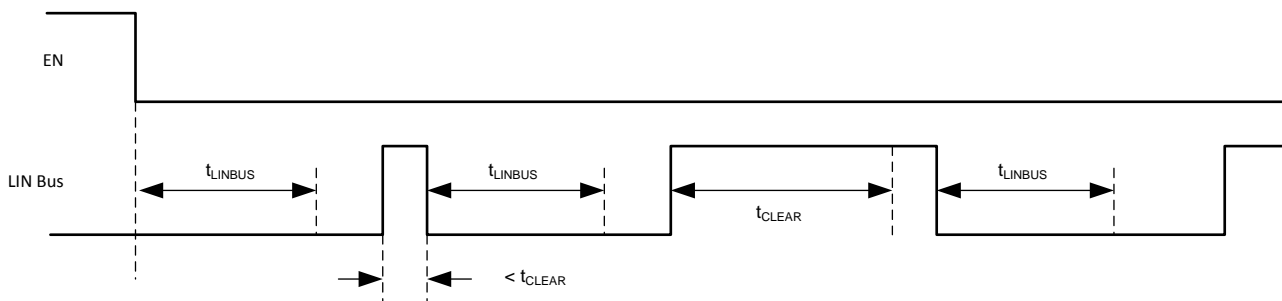 EN
LIN Bus
tLINBUS
tLINBUS
tCLEAR
tLINBUS
< tCLEAR